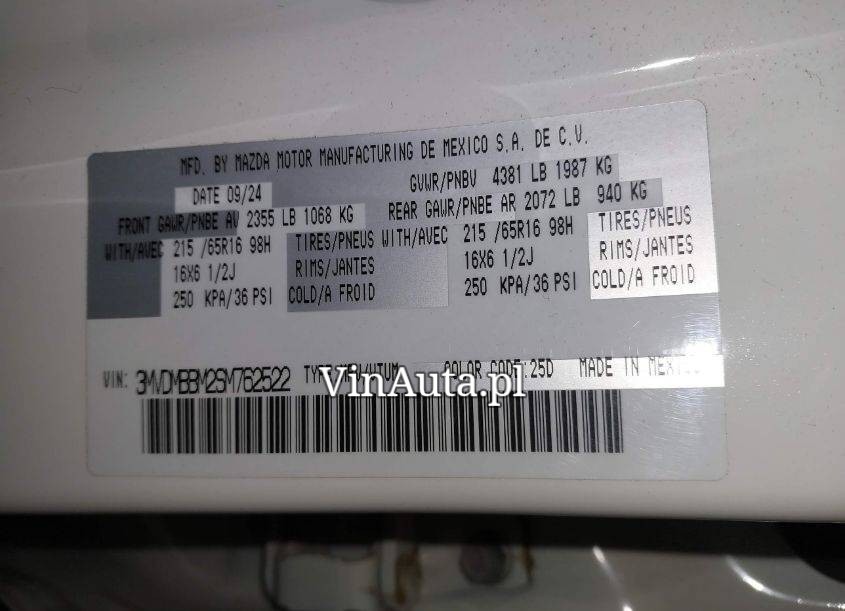 MFD. BY MAZDA MOTOR MANUFACTURING DE MEXICO S.A. DE C.V.
DATE 09/24 GVWR/PNBV 4381 LB 1987 KG
FRONT GAWR/PNBE AV 2355 LB 1068 KG REAR GAWR/PNBE AR 2072 LB 940 KG
WITH/AVEC 215 /65R16 98H TIRES/PNEUS WITH/AVEC 215 /65R16 98H TIRES/PNEUS
16X6 1/2J RIMS/JANTES 16X6 1/2J RIMS/JANTES
250 KPA/36 PSI COLD/A FROID 250 KPA/36 PSI COLD/A FROID
VIN: 3MVDMBBM2SM762522 COLOR CODE:25D MADE IN MEXICO
VinAuta.pl